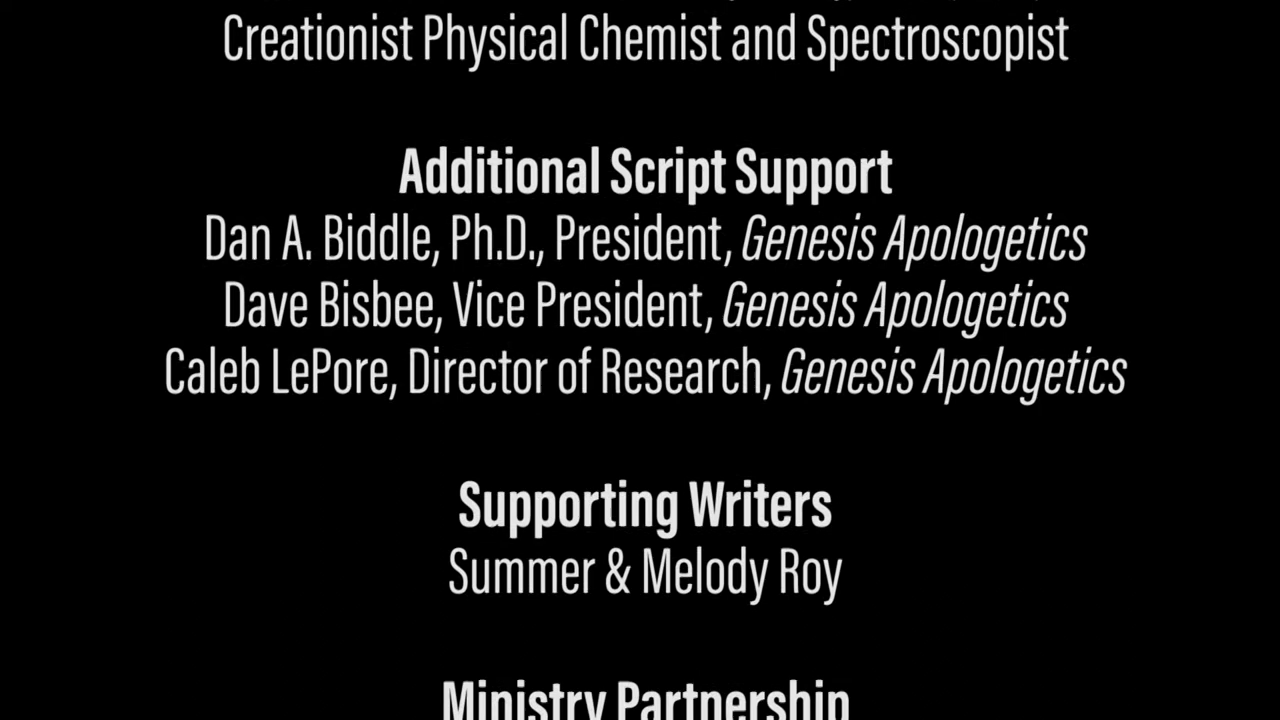 Creationist Physical Chemist and Spectroscopist
Additional Script Support
Dan A. Biddle, Ph.D., President, Genesis Apologetics
Dave Bisbee, Vice President, Genesis Apologetics
Caleb LePore, Director of Research, Genesis Apologetics
Supporting Writers
Summer & Melody Roy
Ministry Partnership